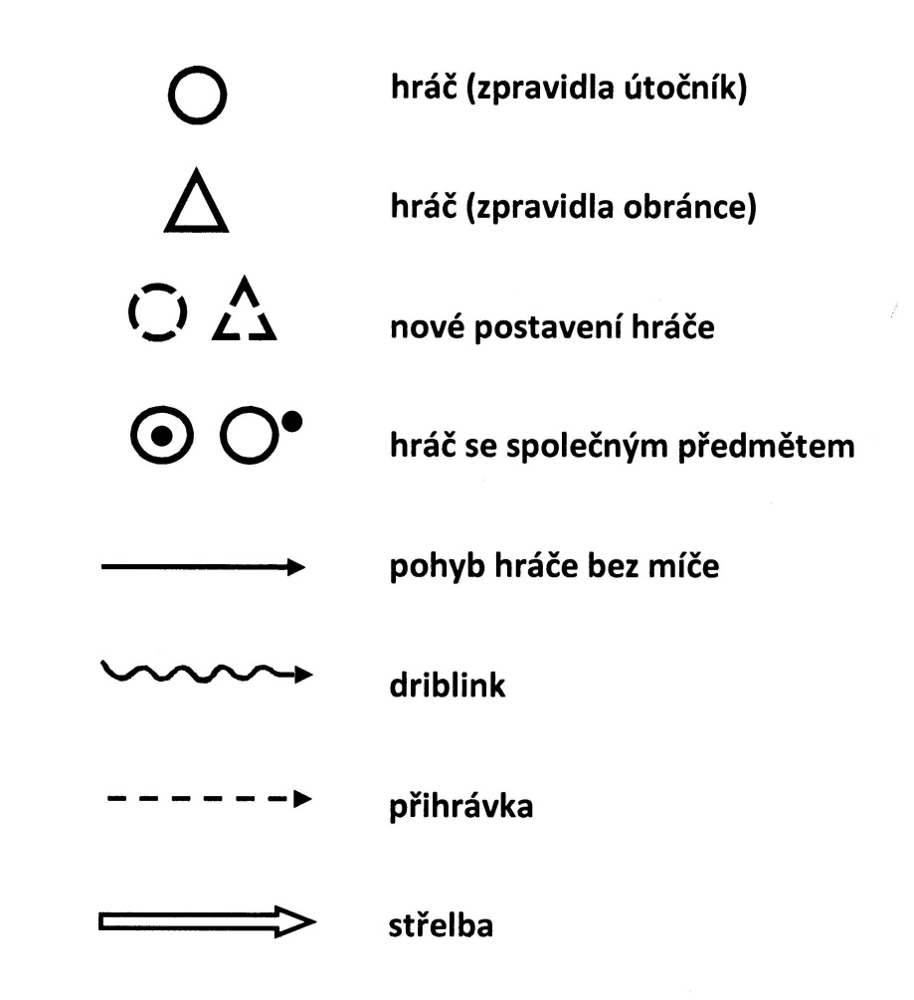 hráč (zpravidla útočník)
hráč (zpravidla obránce)
nové postavení hráče
hráč se společným předmětem
pohyb hráče bez míče
driblink
přihrávka
střelba